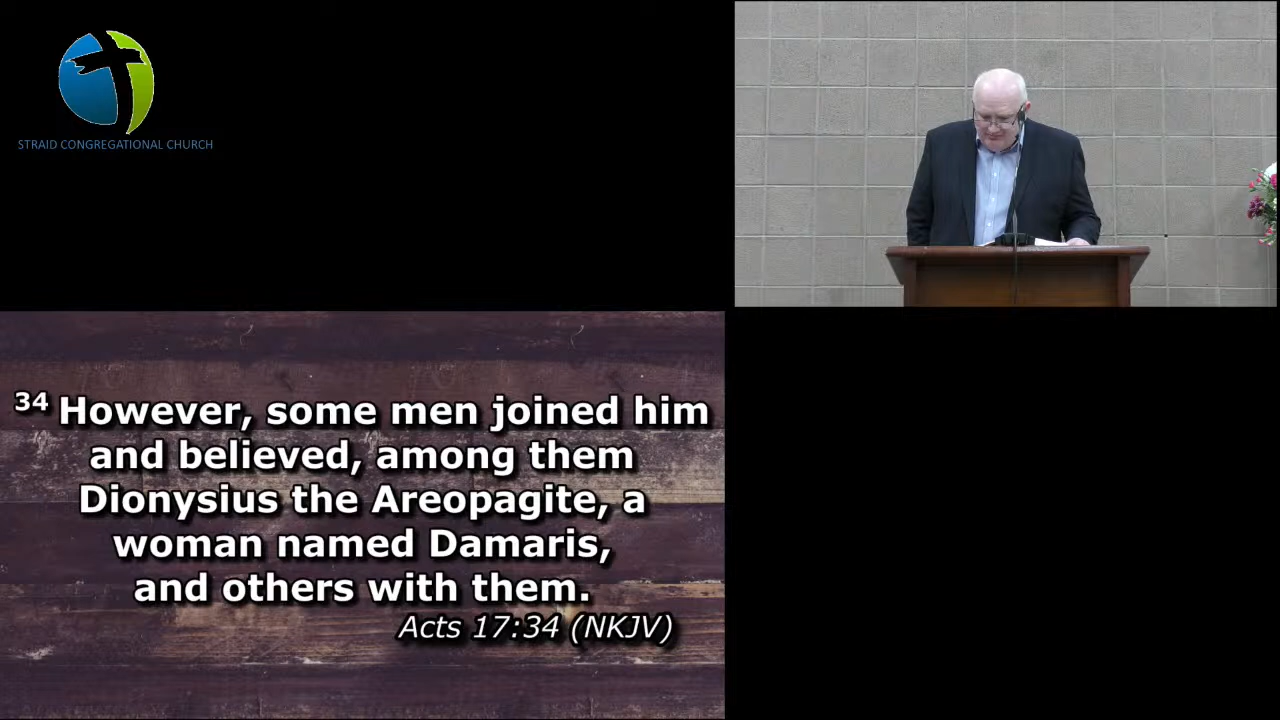 STRAID CONGREGATIONAL CHURCH
34 However, some men joined him
and believed, among them
Dionysius the Areopagite, a
woman named Damaris,
and others with them.
Acts 17:34 (NKJV)